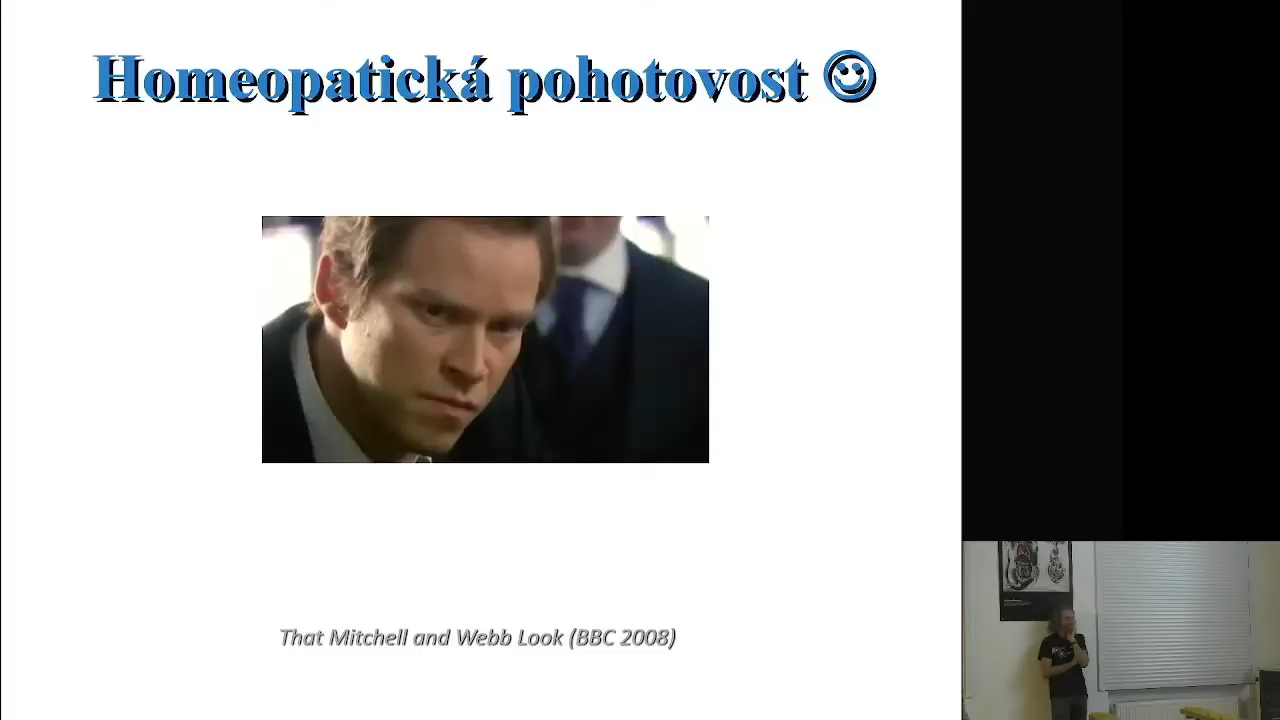 Homeopatická pohotovost ☺
That Mitchell and Webb Look (BBC 2008)